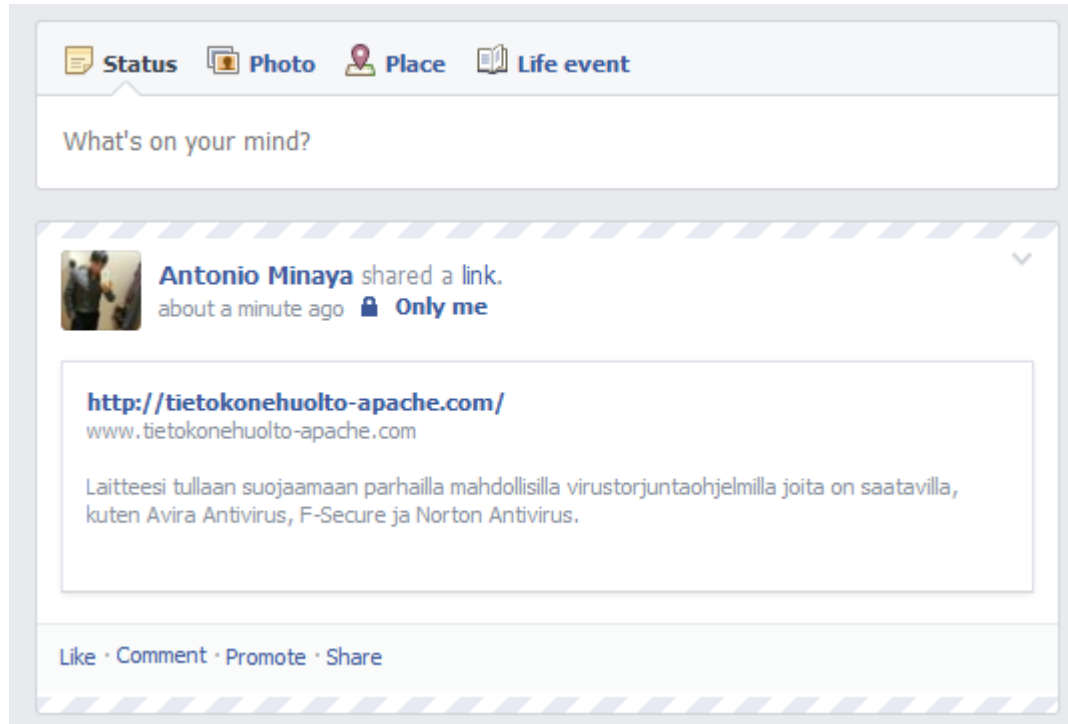 Status Photo Place Life event
What's on your mind?
Antonio Minaya shared a link.
about a minute ago Only me
http://tietokonehuolto-apache.com/
www.tietokonehuolto-apache.com
Laitteesi tullaan suojaamaan parhailla mahdollisilla virustorjuntaohjelmilla joita on saatavilla,
kuten Avira Antivirus, F-Secure ja Norton Antivirus.
Like · Comment · Promote · Share